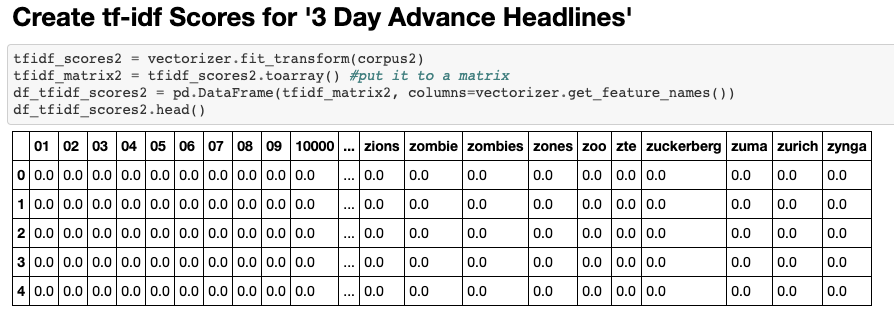 Create tf-idf Scores for '3 Day Advance Headlines'
tfidf_scores2 = vectorizer.fit_transform(corpus2)
tfidf_matrix2 = tfidf_scores2.toarray() #put it to a matrix
df_tfidf_scores2 = pd.DataFrame(tfidf_matrix2, columns=vectorizer.get_feature_names())
df_tfidf_scores2.head()
01 02 03 04 05 06 07 08 09 10000 ... zions zombie zombies zones zoo zte zuckerberg zuma zurich zynga
0 0.0 0.0 0.0 0.0 0.0 0.0 0.0 0.0 0.0 0.0 ... 0.0 0.0 0.0 0.0 0.0 0.0 0.0 0.0 0.0 0.0
1 0.0 0.0 0.0 0.0 0.0 0.0 0.0 0.0 0.0 0.0 ... 0.0 0.0 0.0 0.0 0.0 0.0 0.0 0.0 0.0 0.0
2 0.0 0.0 0.0 0.0 0.0 0.0 0.0 0.0 0.0 0.0 ... 0.0 0.0 0.0 0.0 0.0 0.0 0.0 0.0 0.0 0.0
3 0.0 0.0 0.0 0.0 0.0 0.0 0.0 0.0 0.0 0.0 ... 0.0 0.0 0.0 0.0 0.0 0.0 0.0 0.0 0.0 0.0
4 0.0 0.0 0.0 0.0 0.0 0.0 0.0 0.0 0.0 0.0 ... 0.0 0.0 0.0 0.0 0.0 0.0 0.0 0.0 0.0 0.0